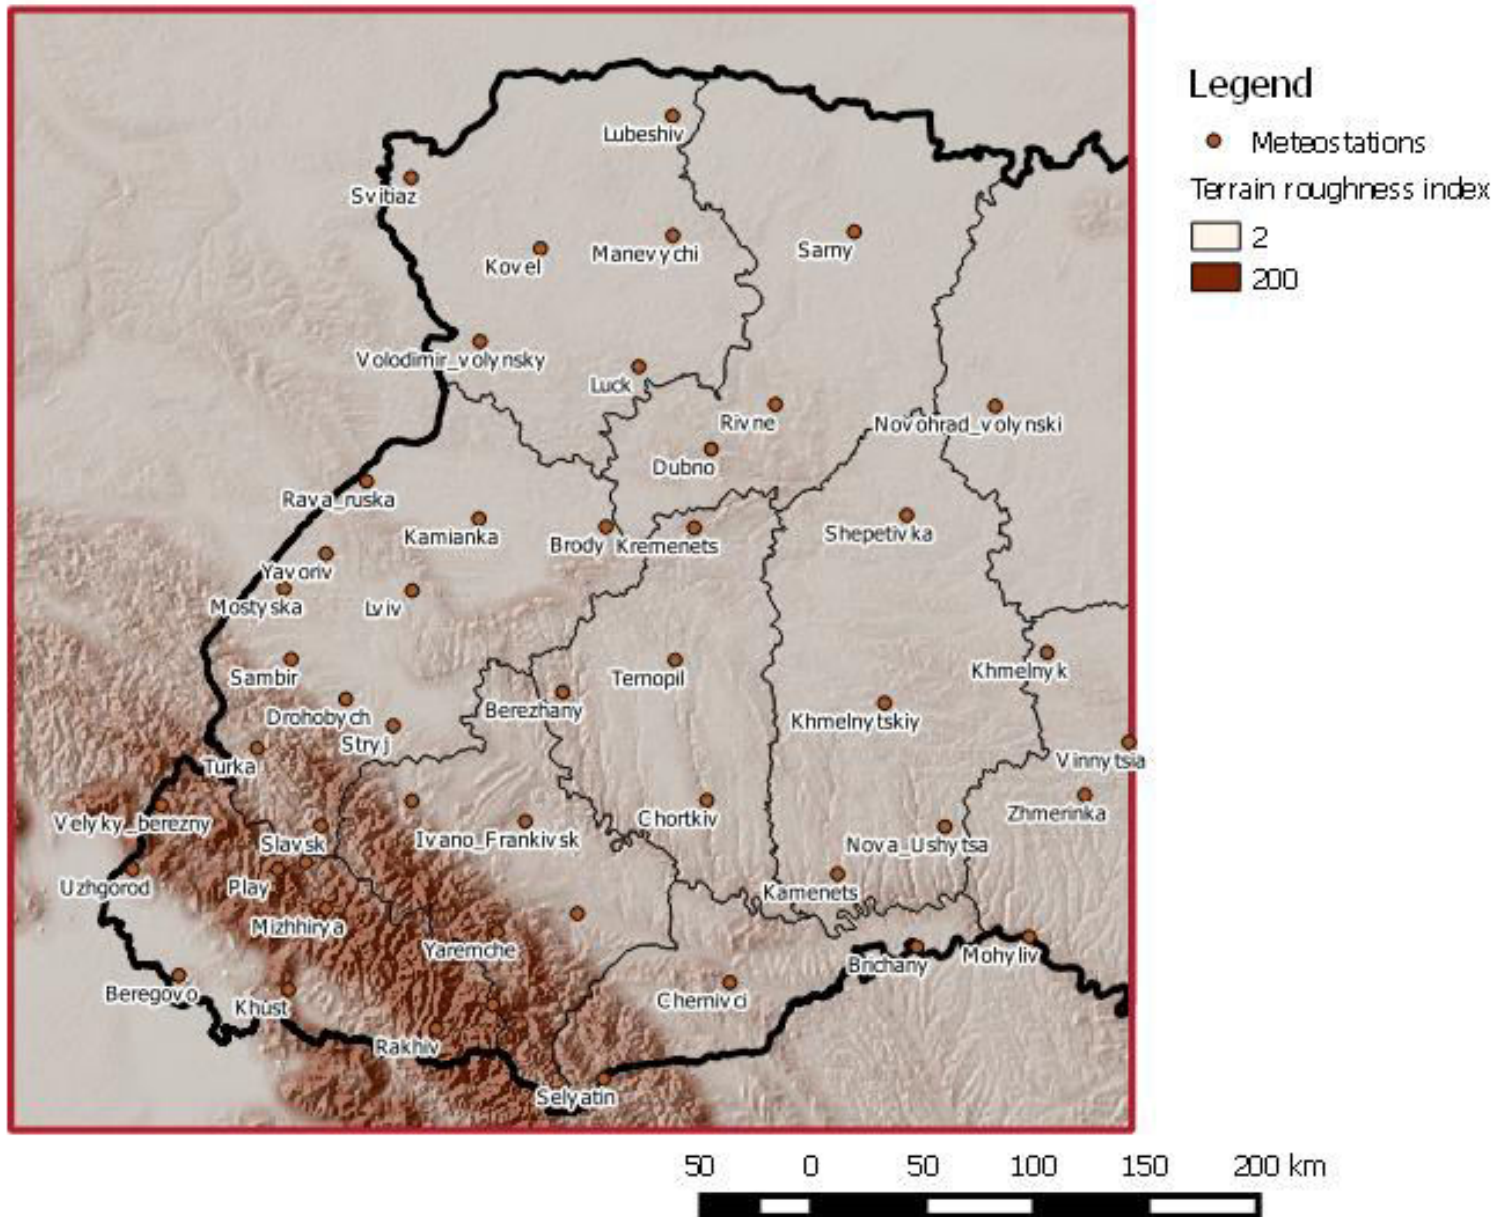 Legend
Meteostations
Terrain roughness index
2
200
Lubeshiv
Svitiaz
Kovel
Manevychi
Sarny
Volodimir_volynsky
Luck
Rivne
Novohrad_volynski
Dubno
Rava_ruska
Kamianka
Brody
Kremenets
Shepetivka
Yavoriv
Mostyska
Lviv
Sambir
Ternopil
Khmelnyk
Drohobych
Berezhany
Khmelnytskiy
Stryj
Turka
Vinnytsia
Velyky_berezny
Slavsk
Ivano_Frankivsk
Chortkiv
Zhmerinka
Nova_Ushytsa
Uzhgorod
Play
Kamenets
Mizhhirya
Yaremche
Brichany
Mohyliv
Beregovo
Khust
Chernivci
Rakhiv
Selyatin
50 0 50 100 150 200 km